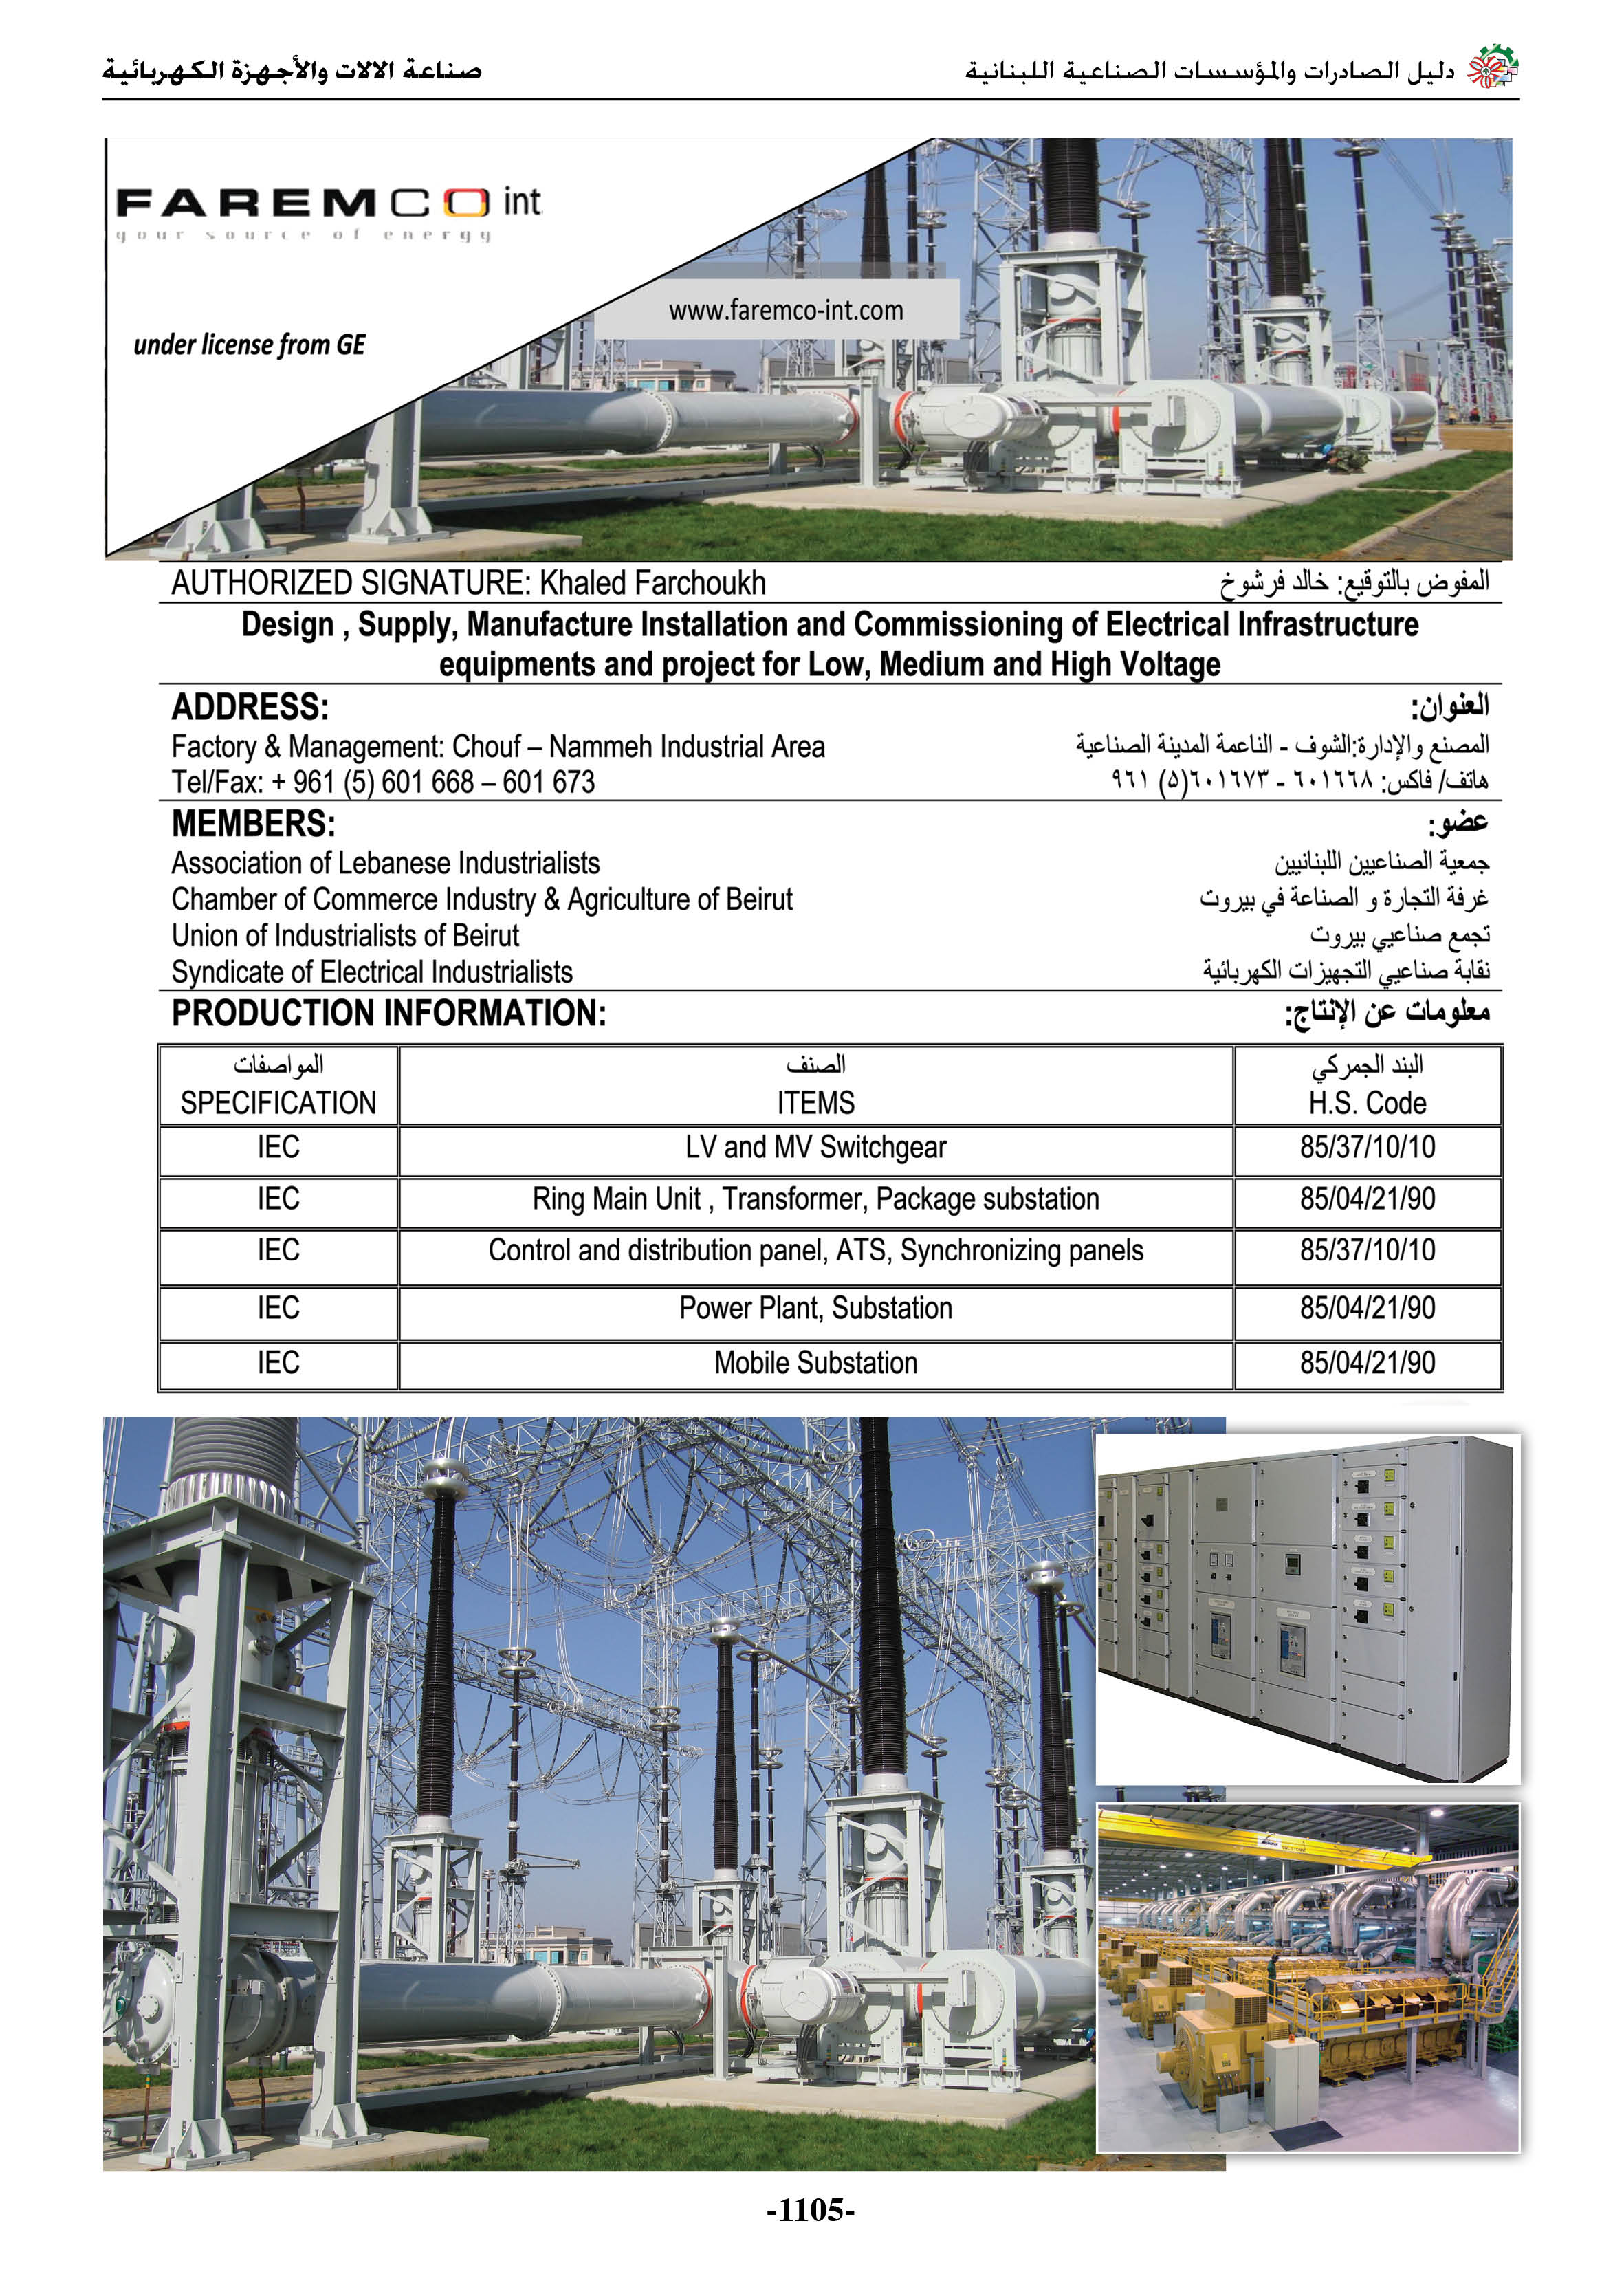 دليل الصادرات والمؤسسات الصناعية اللبنانية
صناعة الالات والأجهزة الكهربائية
FAREMCO int
your source of energy
www.faremco-int.com
under license from GE
AUTHORIZED SIGNATURE: Khaled Farchoukh
المفوض بالتوقيع: خالد فرشوخ
Design , Supply, Manufacture Installation and Commissioning of Electrical Infrastructure
equipments and project for Low, Medium and High Voltage
ADDRESS:
العنوان:
Factory & Management: Chouf – Nammeh Industrial Area
المصنع والإدارة:الشوف - الناعمة المدينة الصناعية
Tel/Fax: + 961 (5) 601 668 – 601 673
هاتف/ فاكس: ٦٠١٦٦٨ - ٦٠١٦٧٣(٥) ٩٦١
MEMBERS:
عضو:
Association of Lebanese Industrialists
جمعية الصناعيين اللبنانيين
Chamber of Commerce Industry & Agriculture of Beirut
غرفة التجارة و الصناعة في بيروت
Union of Industrialists of Beirut
تجمع صناعيي بيروت
Syndicate of Electrical Industrialists
نقابة صناعيي التجهيزات الكهربائية
PRODUCTION INFORMATION:
معلومات عن الإنتاج:
المواصفات الصنف البند الجمركي
SPECIFICATION ITEMS H.S. Code
IEC LV and MV Switchgear 85/37/10/10
IEC Ring Main Unit , Transformer, Package substation 85/04/21/90
IEC Control and distribution panel, ATS, Synchronizing panels 85/37/10/10
IEC Power Plant, Substation 85/04/21/90
IEC Mobile Substation 85/04/21/90
-1105-